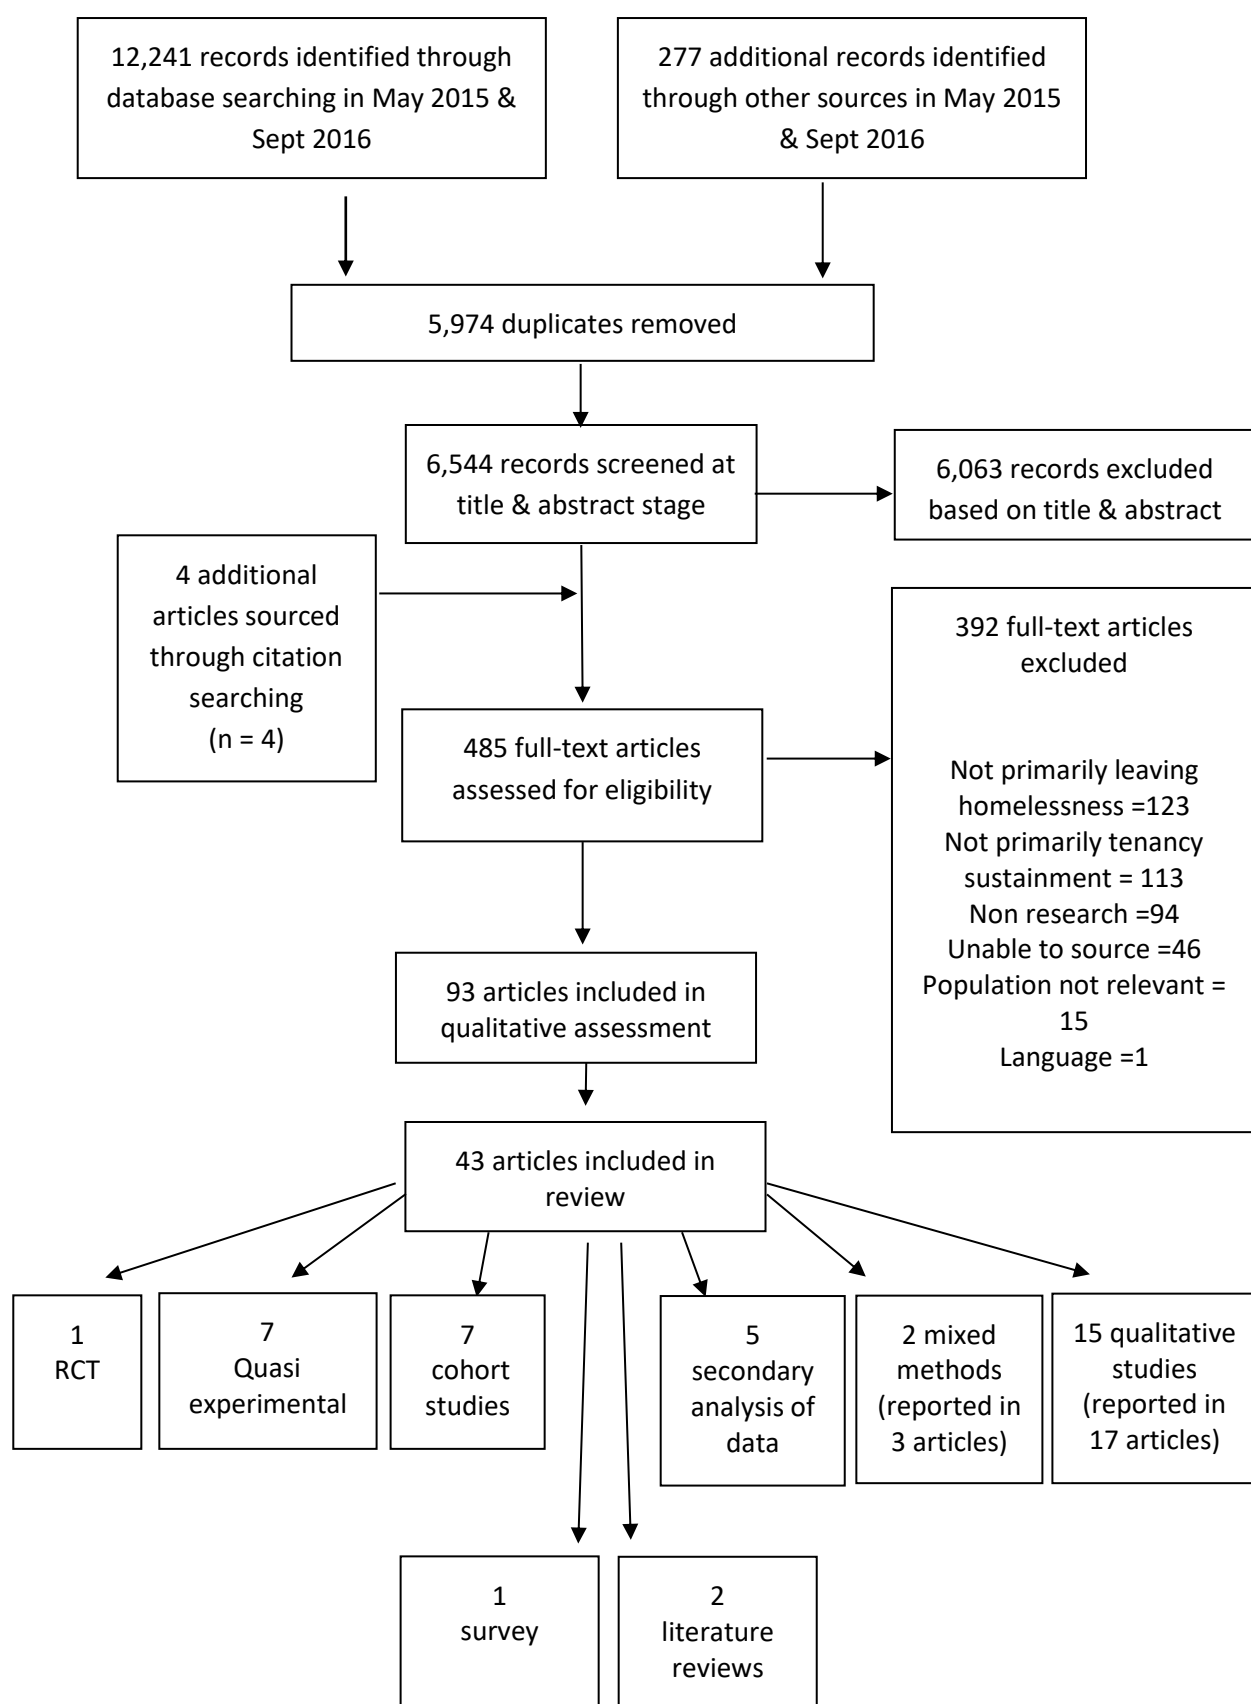 12,241 records identified through
database searching in May 2015 &
Sept 2016
277 additional records identified
through other sources in May 2015
& Sept 2016
5,974 duplicates removed
6,544 records screened at
title & abstract stage
6,063 records excluded
based on title & abstract
4 additional
articles sourced
through citation
searching
(n = 4)
485 full-text articles
assessed for eligibility
392 full-text articles
excluded
Not primarily leaving
homelessness =123
Not primarily tenancy
sustainment = 113
Non research =94
Unable to source =46
Population not relevant =
15
Language =1
93 articles included in
qualitative assessment
43 articles included in
review
1
RCT
7
Quasi
experimental
7
cohort
studies
5
secondary
analysis of
data
2 mixed
methods
(reported in
3 articles)
15 qualitative
studies
(reported in
17 articles)
1
survey
2
literature
reviews